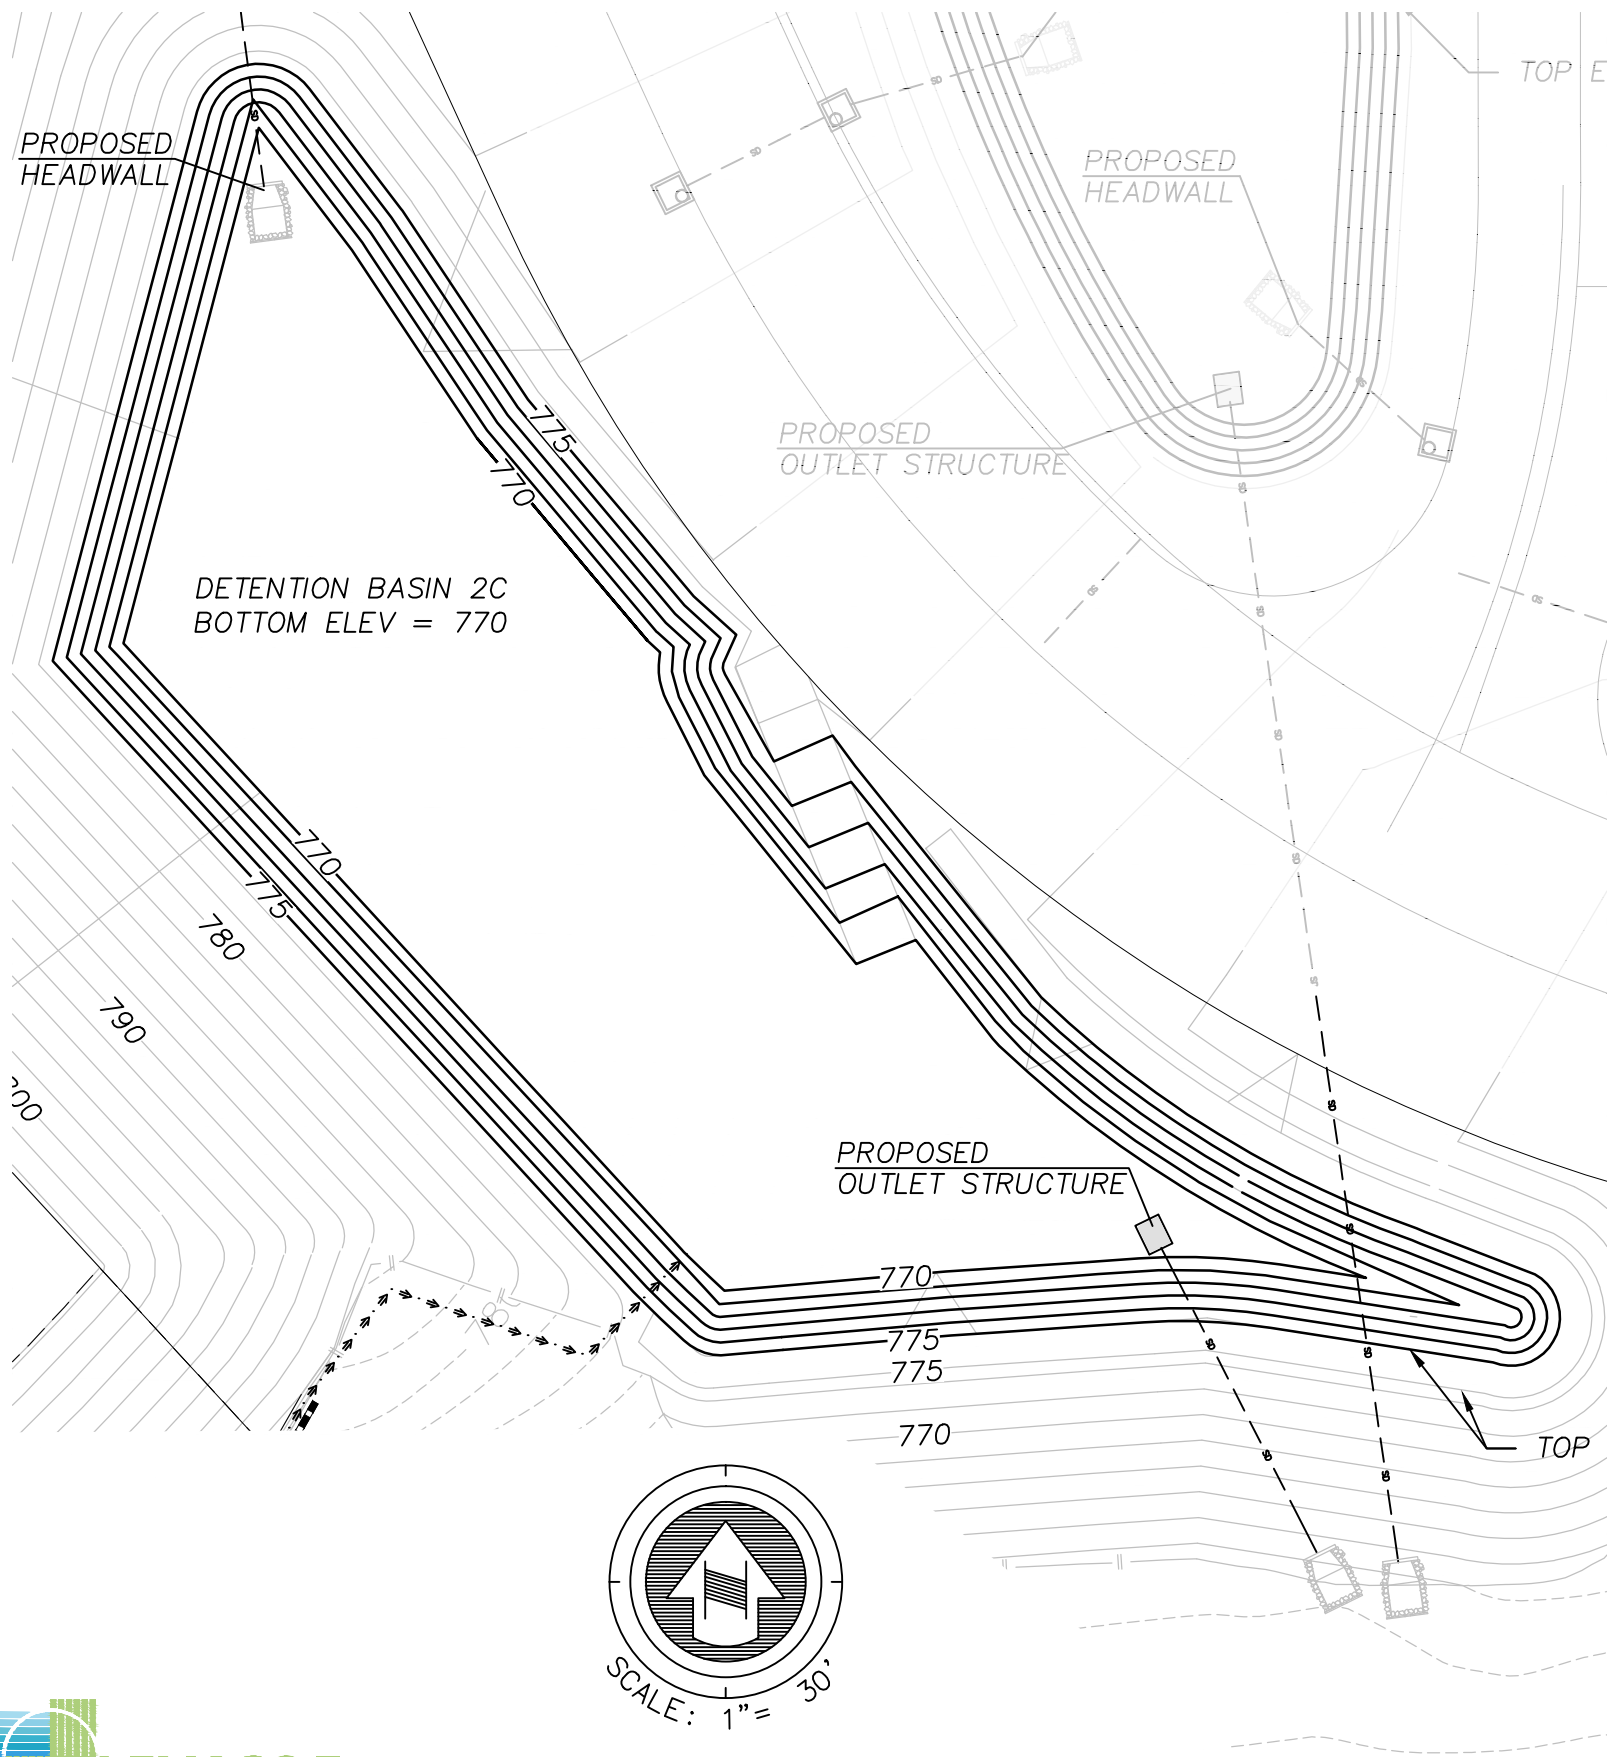 TOP E
PROPOSED
HEADWALL
PROPOSED
HEADWALL
775
PROPOSED
OUTLET STRUCTURE
770
DETENTION BASIN 2C
BOTTOM ELEV = 770
770
775
780
790
PROPOSED
OUTLET STRUCTURE
770
775
775
770
TOP
SCALE: 1"= 30'